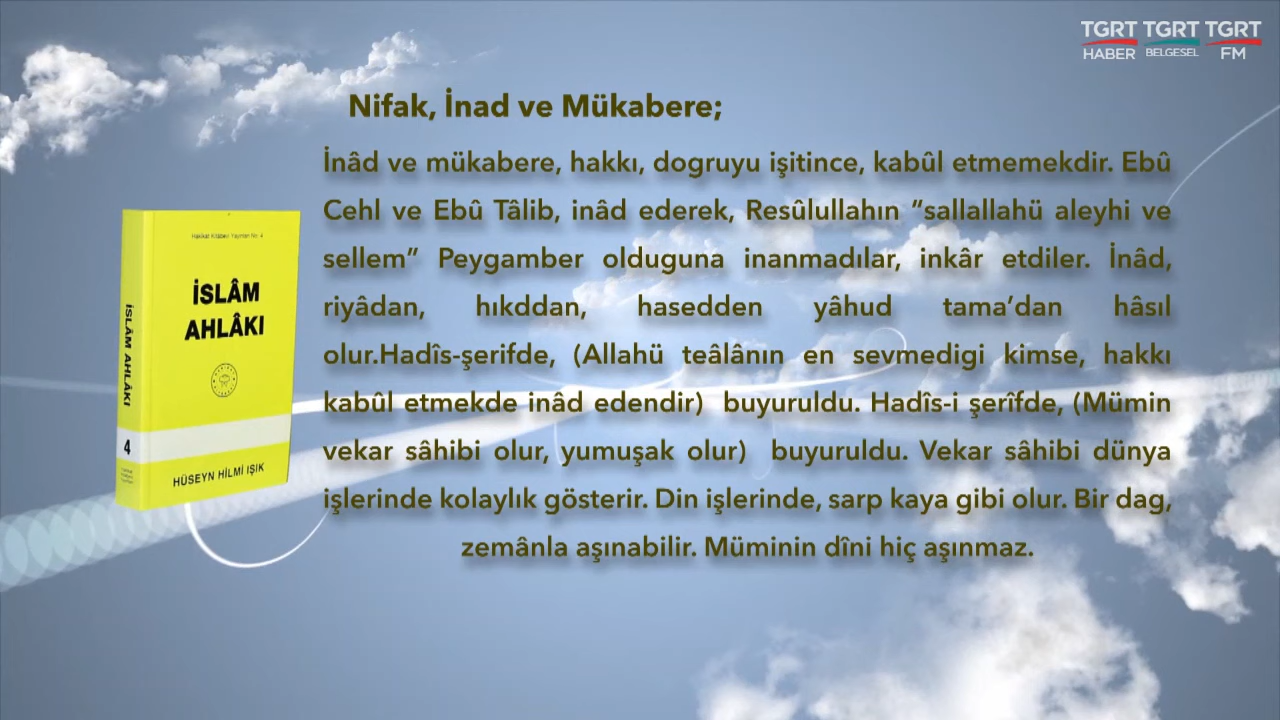 TGRT TGRT TGRT
HABER BELGESEL FM
Nifak, İnad ve Mükabere;
İnâd ve mükabere, hakkı, dogruyu işitince, kabûl etmemekdir. Ebû
Cehl ve Ebû Tâlib, inâd ederek, Resûlullahın “sallallahü aleyhi ve
sellem” Peygamber olduguna inanmadılar, inkâr etdiler. İnâd,
riyâdan, hıkddan, hasedden yâhud tama’dan hâsıl
olur.Hadîs-şerifde, (Allahü teâlânın en sevmedigi kimse, hakkı
kabûl etmekde inâd edendir) buyuruldu. Hadîs-i şerîfde, (Mümin
vekar sâhibi olur, yumuşak olur) buyuruldu. Vekar sâhibi dünya
işlerinde kolaylık gösterir. Din işlerinde, sarp kaya gibi olur. Bir dag,
zemânla aşınabilir. Müminin dîni hiç aşınmaz.
Hakîkat Kitâbevi Yayınları No: 4
İSLÂM
AHLÂKI
HÜSEYN HİLMİ IŞIK
İSLÂM AHLÂKI
4